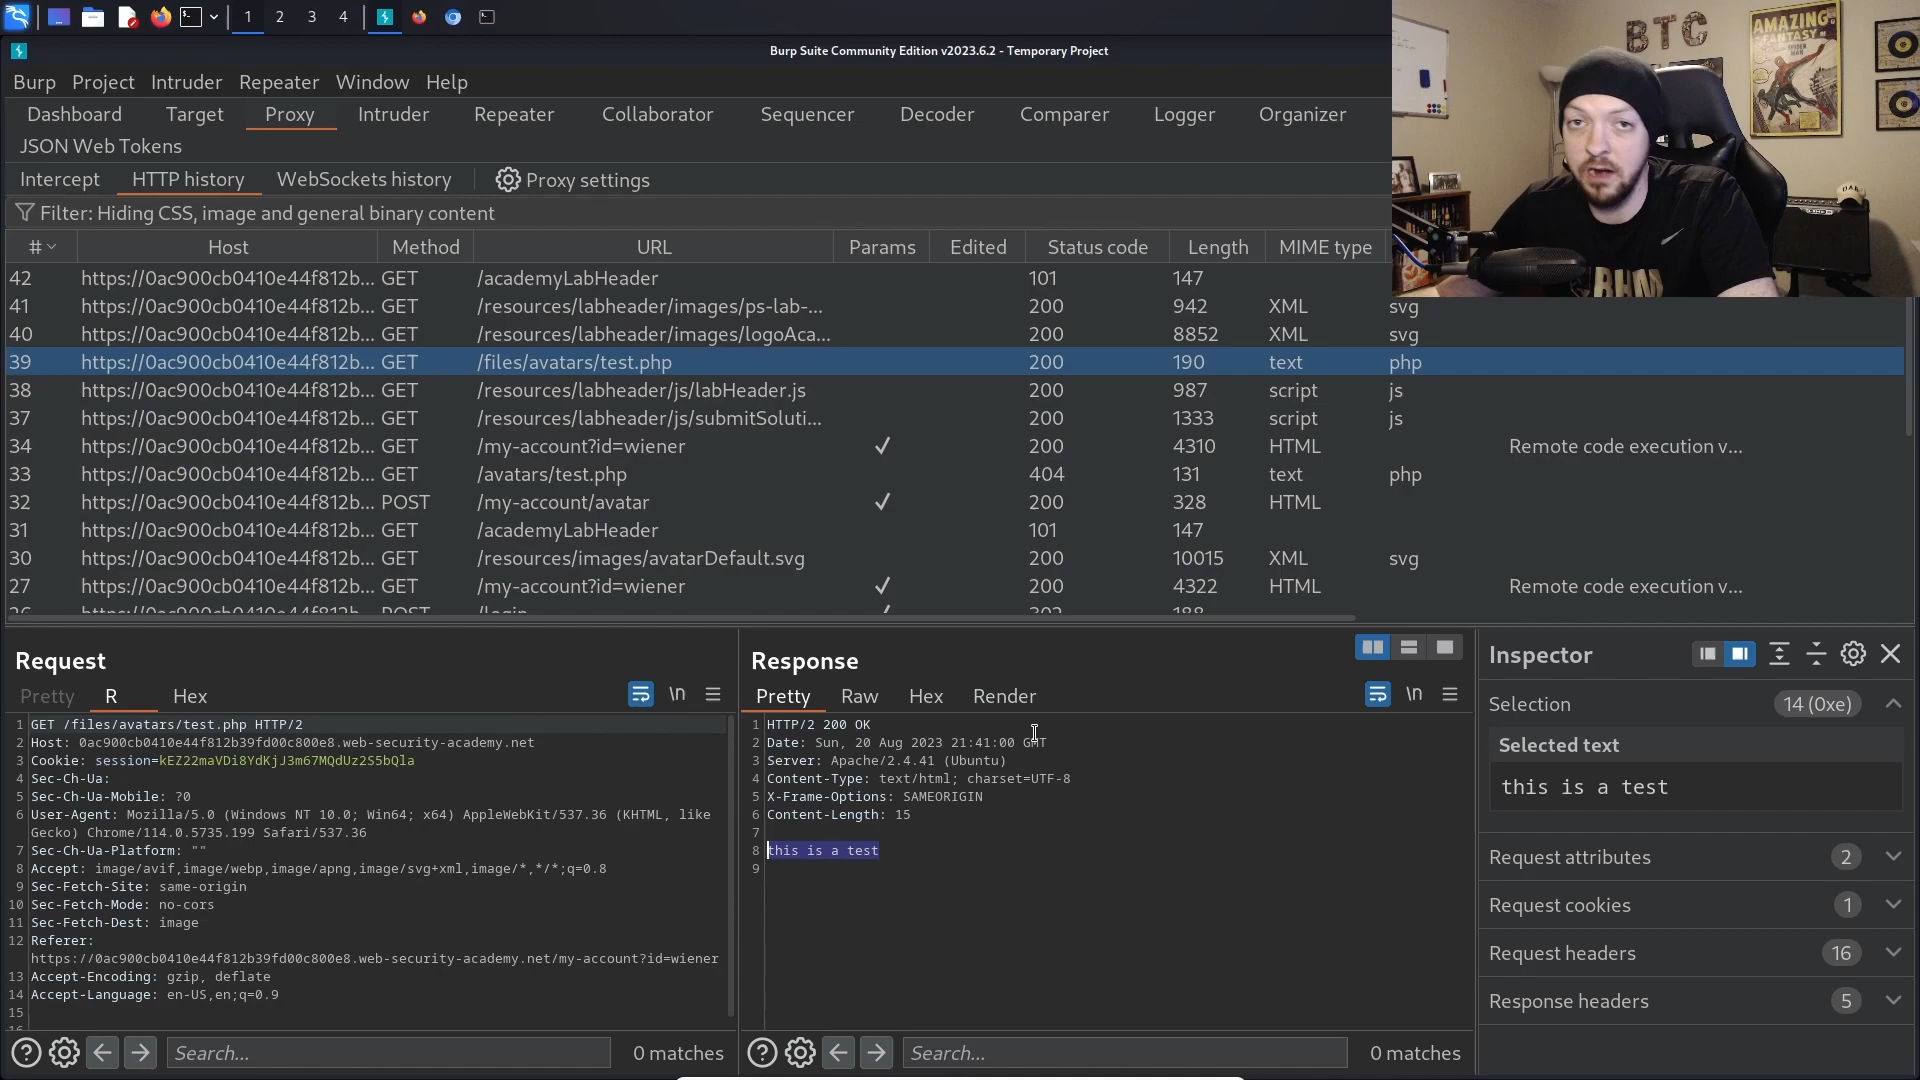 1 2 3 4
Burp Suite Community Edition v2023.6.2 - Temporary Project
Burp Project Intruder Repeater Window Help
Dashboard Target Proxy Intruder Repeater Collaborator Sequencer Decoder Comparer Logger Organizer
JSON Web Tokens
Intercept HTTP history WebSockets history Proxy settings
Filter: Hiding CSS, image and general binary content
# Host Method URL Params Edited Status code Length MIME type
42 https://0ac900cb0410e44f812b... GET /academyLabHeader 101 147
41 https://0ac900cb0410e44f812b... GET /resources/labheader/images/ps-lab-... 200 942 XML svg
40 https://0ac900cb0410e44f812b... GET /resources/labheader/images/logoAca... 200 8852 XML svg
39 https://0ac900cb0410e44f812b... GET /files/avatars/test.php 200 190 text php
38 https://0ac900cb0410e44f812b... GET /resources/labheader/js/labHeader.js 200 987 script js
37 https://0ac900cb0410e44f812b... GET /resources/labheader/js/submitSoluti... 200 1333 script js
34 https://0ac900cb0410e44f812b... GET /my-account?id=wiener ✓ 200 4310 HTML Remote code execution v...
33 https://0ac900cb0410e44f812b... GET /avatars/test.php 404 131 text php
32 https://0ac900cb0410e44f812b... POST /my-account/avatar ✓ 200 328 HTML
31 https://0ac900cb0410e44f812b... GET /academyLabHeader 101 147
30 https://0ac900cb0410e44f812b... GET /resources/images/avatarDefault.svg 200 10015 XML svg
27 https://0ac900cb0410e44f812b... GET /my-account?id=wiener ✓ 200 4322 HTML Remote code execution v...
26 https://0ac900cb0410e44f812b... POST /login ✓ 302 188
BTC
AMAZING
FANTASY
Request
Pretty R Hex \n
1 GET /files/avatars/test.php HTTP/2
2 Host: 0ac900cb0410e44f812b39fd00c800e8.web-security-academy.net
3 Cookie: session=kEZ22maVDi8YdKjJ3m67MQdUz2S5bQla
4 Sec-Ch-Ua:
5 Sec-Ch-Ua-Mobile: ?0
6 User-Agent: Mozilla/5.0 (Windows NT 10.0; Win64; x64) AppleWebKit/537.36 (KHTML, like
Gecko) Chrome/114.0.5735.199 Safari/537.36
7 Sec-Ch-Ua-Platform: ""
8 Accept: image/avif,image/webp,image/apng,image/svg+xml,image/*,*/*;q=0.8
9 Sec-Fetch-Site: same-origin
10 Sec-Fetch-Mode: no-cors
11 Sec-Fetch-Dest: image
12 Referer:
https://0ac900cb0410e44f812b39fd00c800e8.web-security-academy.net/my-account?id=wiener
13 Accept-Encoding: gzip, deflate
14 Accept-Language: en-US,en;q=0.9
15
16
Search... 0 matches
Response
Pretty Raw Hex Render \n
1 HTTP/2 200 OK
2 Date: Sun, 20 Aug 2023 21:41:00 GMT
3 Server: Apache/2.4.41 (Ubuntu)
4 Content-Type: text/html; charset=UTF-8
5 X-Frame-Options: SAMEORIGIN
6 Content-Length: 15
7
8 this is a test
9
Search... 0 matches
Inspector
Selection 14 (0xe)
Selected text
this is a test
Request attributes 2
Request cookies 1
Request headers 16
Response headers 5